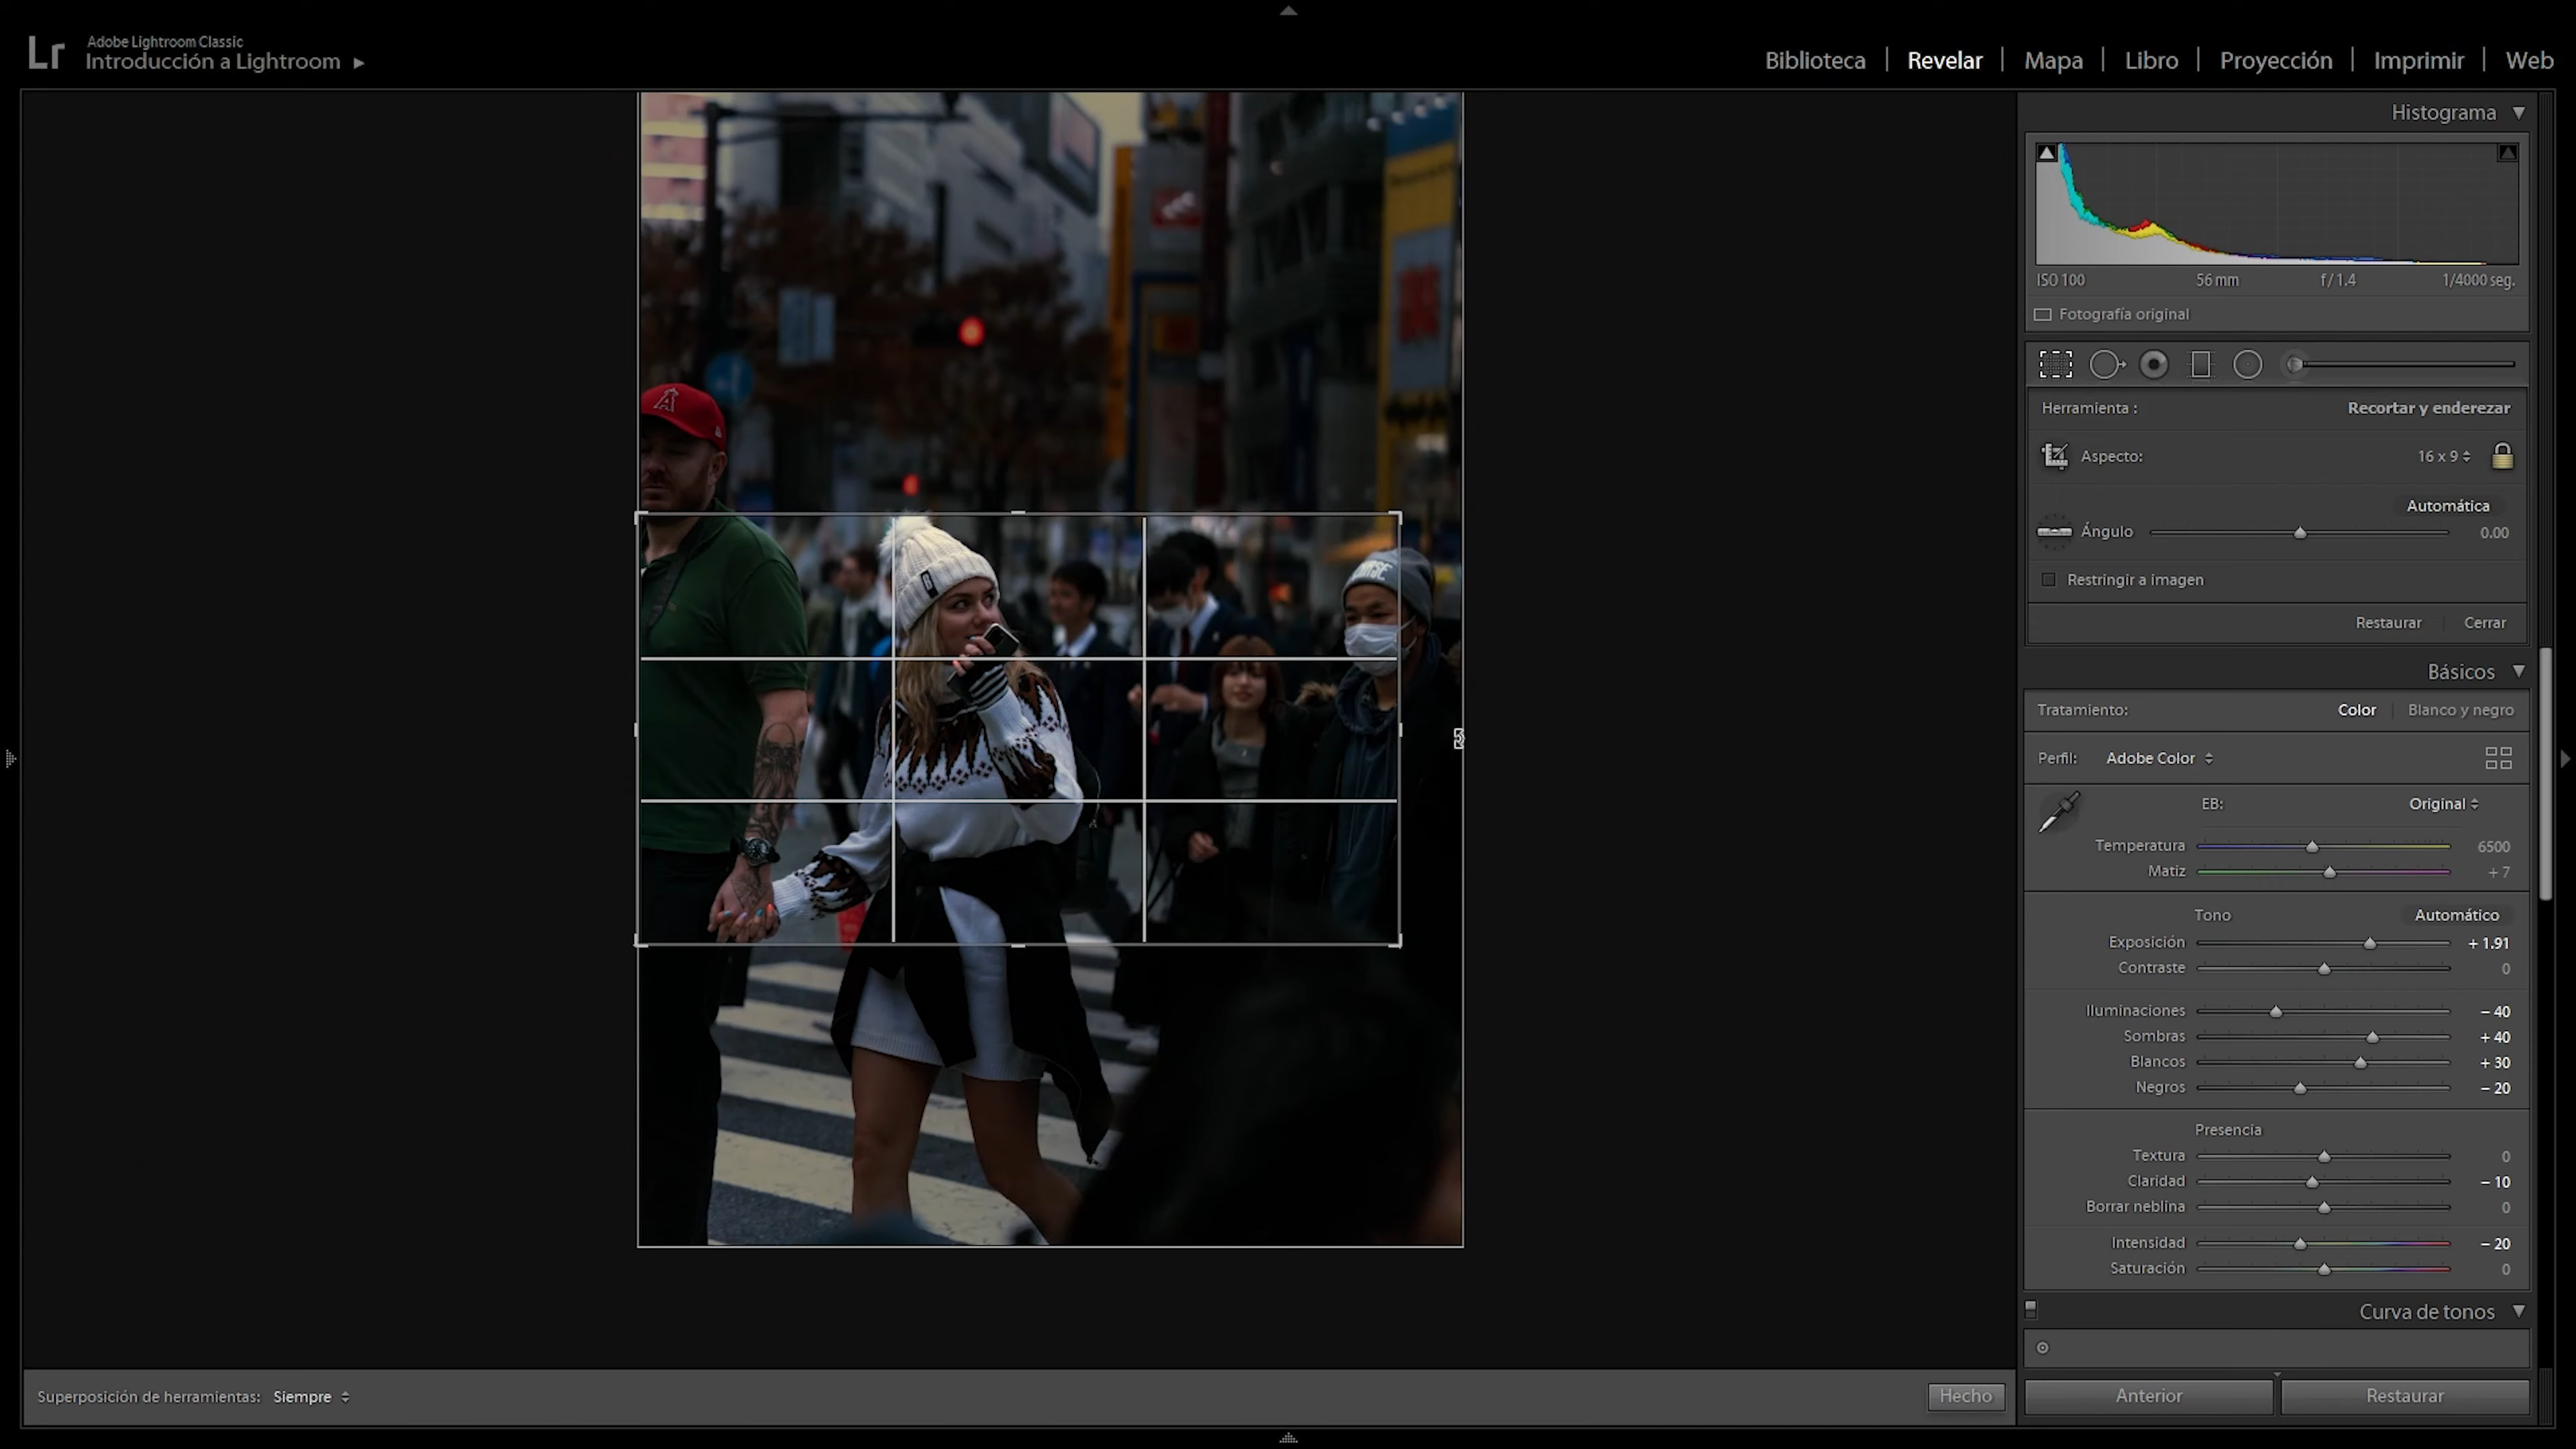 Lr
Adobe Lightroom Classic
Introducción a Lightroom
Biblioteca | Revelar | Mapa | Libro | Proyección | Imprimir | Web
Histograma
ISO 100 56 mm f / 1.4 1/4000 seg.
Fotografía original
Herramienta : Recortar y enderezar
A
Aspecto: 16 x 9
Automática
Ángulo 0.00
Restringir a imagen
Restaurar Cerrar
Básicos
Tratamiento: Color Blanco y negro
Perfil: Adobe Color
EB: Original
Temperatura 6500
Matiz + 7
Tono Automático
Exposición + 1.91
Contraste 0
Iluminaciones – 40
Sombras + 40
Blancos + 30
Negros – 20
Presencia
Textura 0
Claridad – 10
Borrar neblina 0
Intensidad – 20
Saturación 0
Curva de tonos
Superposición de herramientas: Siempre
Hecho
Anterior Restaurar